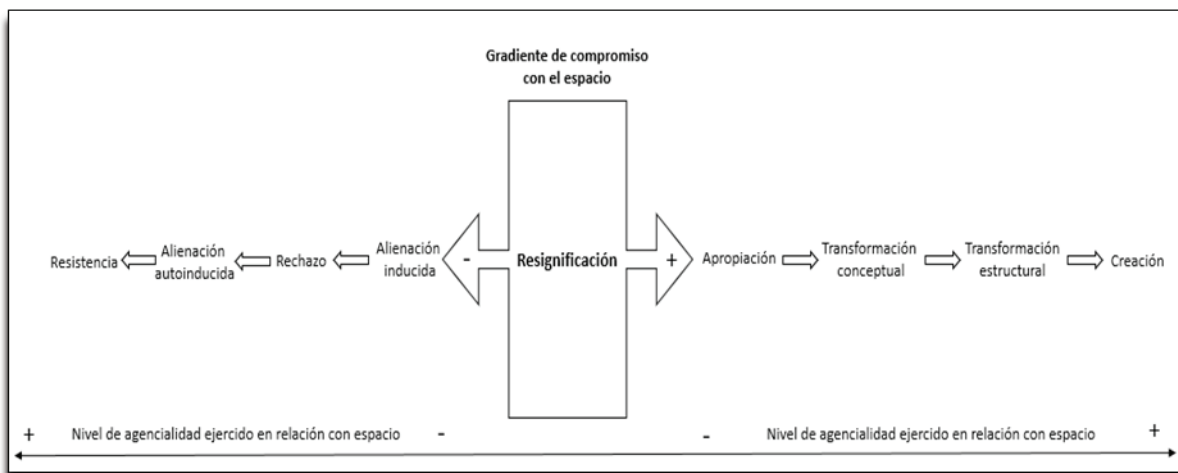 Gradiente de compromiso
con el espacio
Resistencia
Alienación
autoinducida
Rechazo
Alienación
inducida
-
Resignificación
+
Apropiación
Transformación
conceptual
Transformación
estructural
Creación
+ Nivel de agencialidad ejercido en relación con espacio -
- Nivel de agencialidad ejercido en relación con espacio +